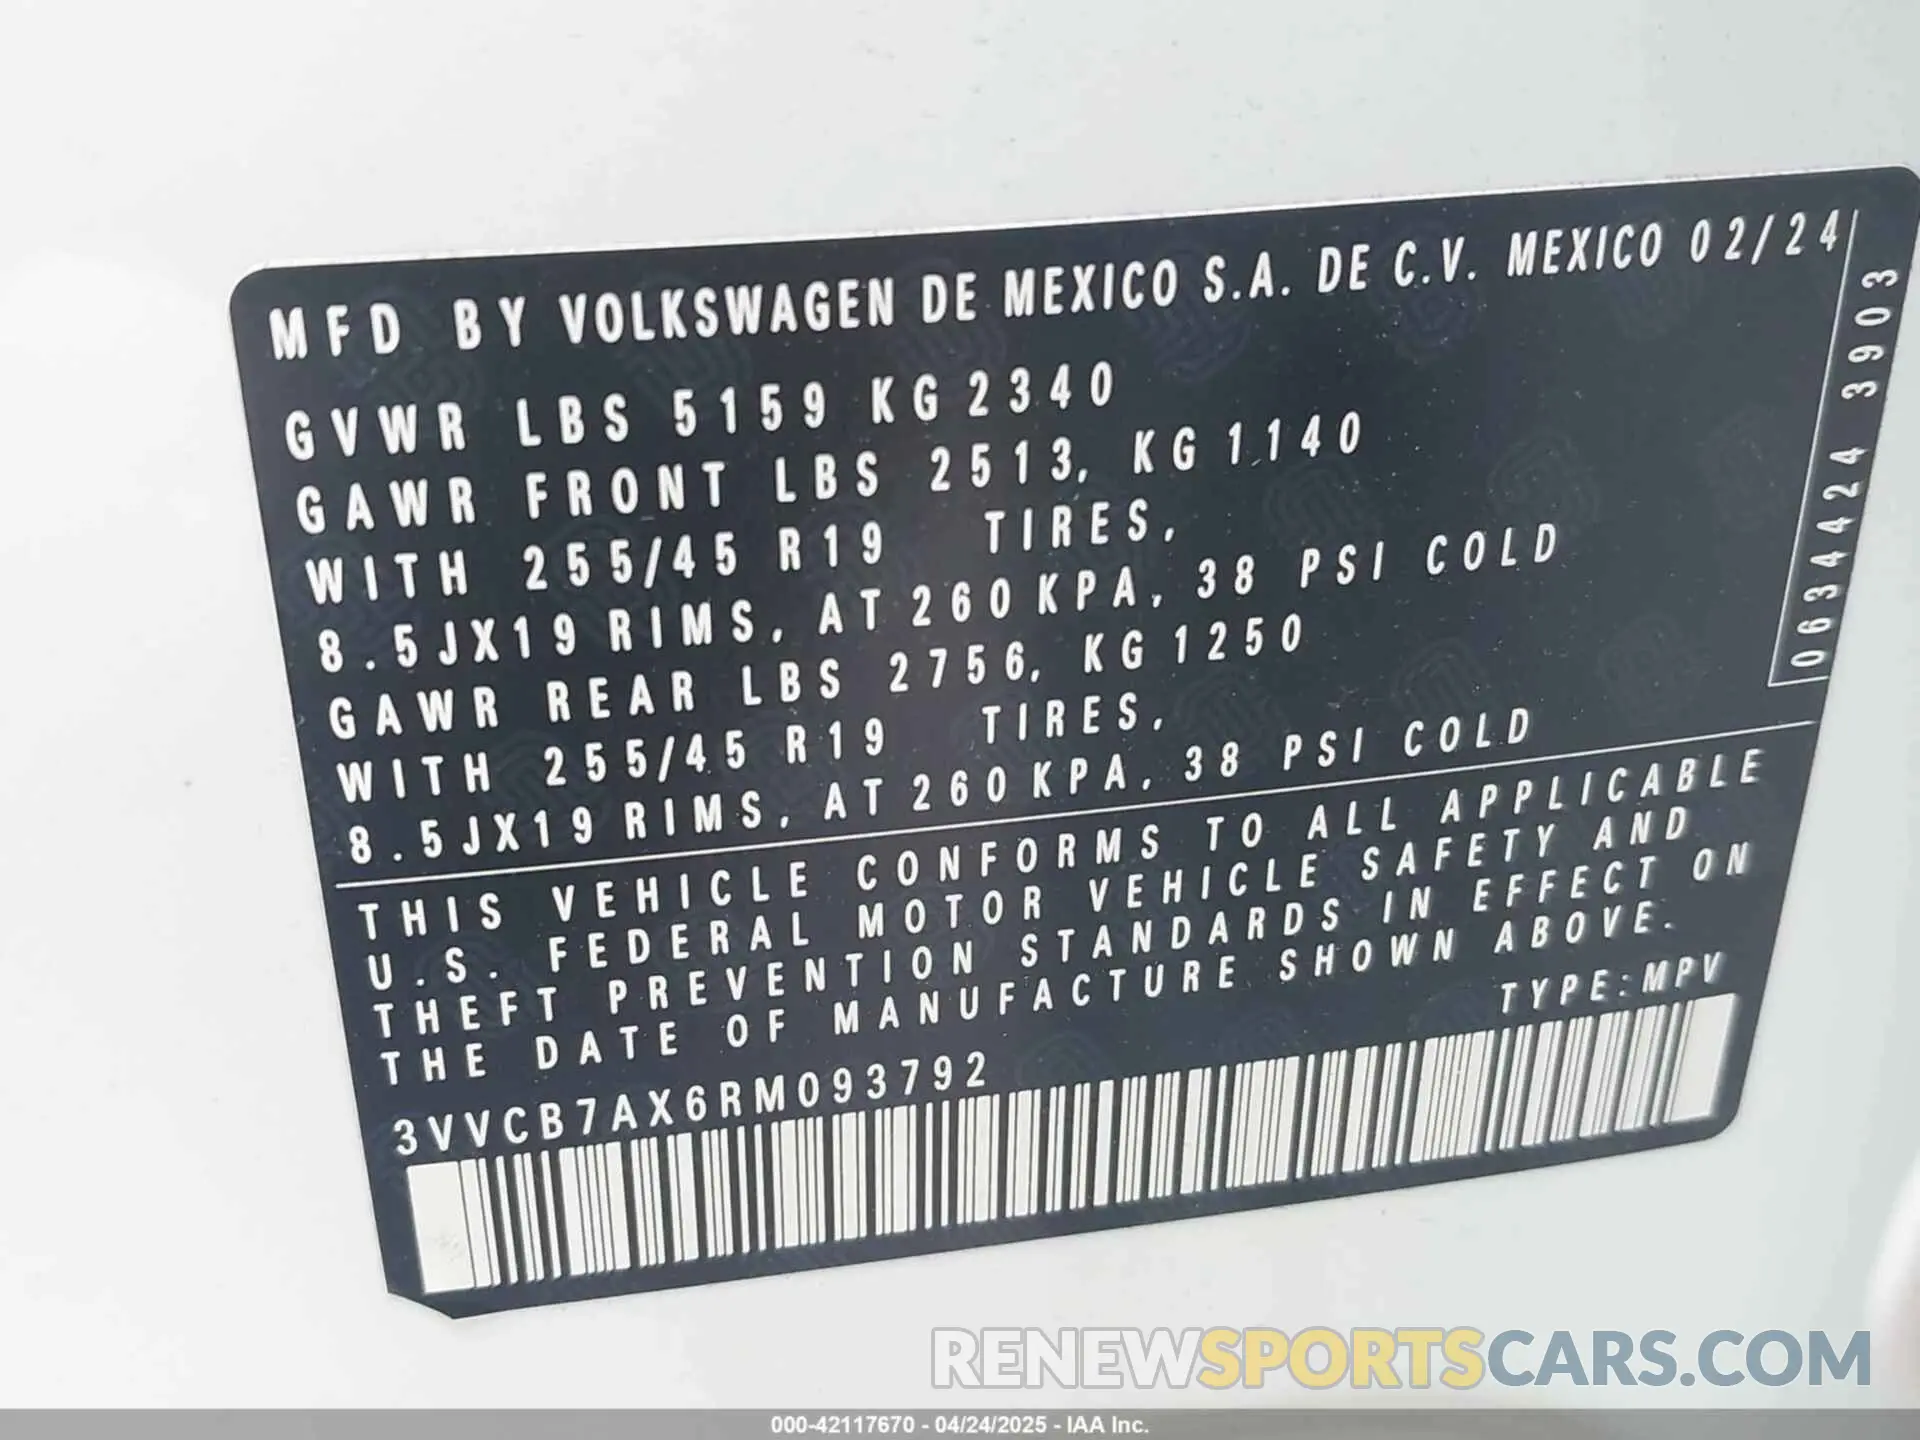 MFD BY VOLKSWAGEN DE MEXICO S.A. DE C.V. MEXICO 02/24
GVWR LBS 5159 KG 2340
GAWR FRONT LBS 2513, KG 1140
WITH 255/45 R19 TIRES,
8.5JX19 RIMS, AT 260 KPA, 38 PSI COLD
GAWR REAR LBS 2756, KG 1250
WITH 255/45 R19 TIRES,
8.5JX19 RIMS, AT 260 KPA, 38 PSI COLD
0634424 3903
THIS VEHICLE CONFORMS TO ALL APPLICABLE
U.S. FEDERAL MOTOR VEHICLE SAFETY AND
THEFT PREVENTION STANDARDS IN EFFECT ON
THE DATE OF MANUFACTURE SHOWN ABOVE.
TYPE:MPV
3VVCB7AX6RM093792
RENEWSPORTSCARS.COM
000-42117670 - 04/24/2025 - IAA Inc.